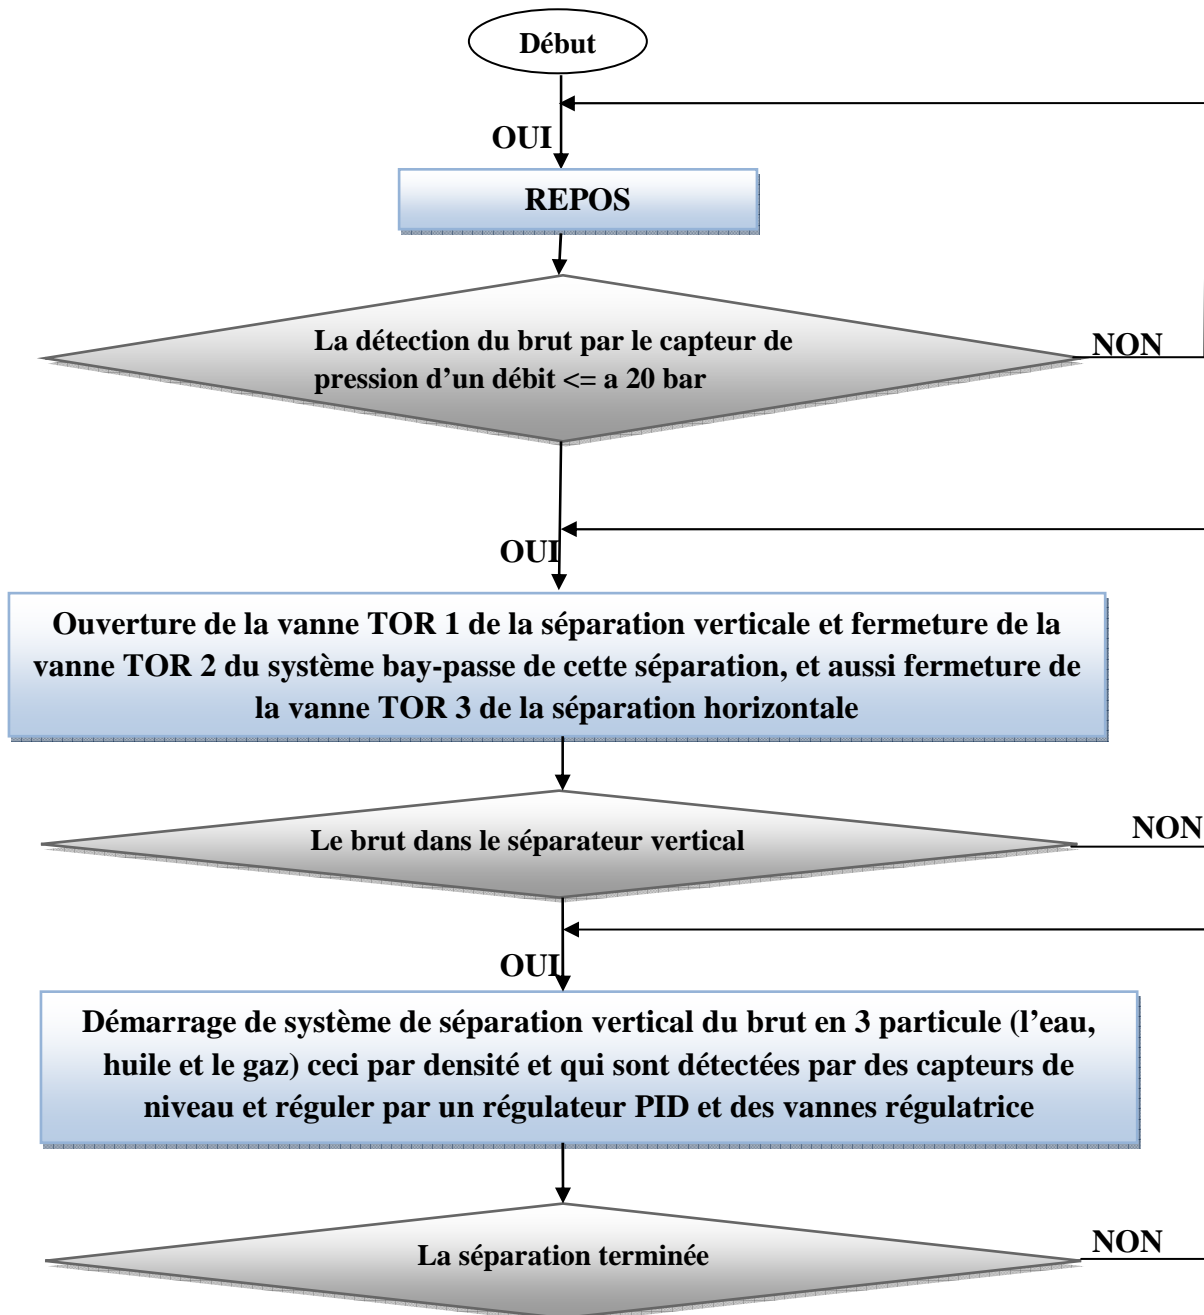 Début
OUI
REPOS
La détection du brut par le capteur de
pression d’un débit <= a 20 bar
NON
OUI
Ouverture de la vanne TOR 1 de la séparation verticale et fermeture de la
vanne TOR 2 du système bay-passe de cette séparation, et aussi fermeture de
la vanne TOR 3 de la séparation horizontale
Le brut dans le séparateur vertical
NON
OUI
Démarrage de système de séparation vertical du brut en 3 particule (l’eau,
huile et le gaz) ceci par densité et qui sont détectées par des capteurs de
niveau et réguler par un régulateur PID et des vannes régulatrice
La séparation terminée
NON